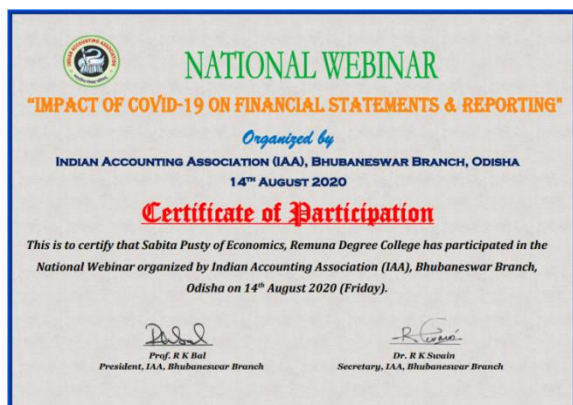 NATIONAL WEBINAR
"IMPACT OF COVID-19 ON FINANCIAL STATEMENTS & REPORTING"
Organized by
INDIAN ACCOUNTING ASSOCIATION (IAA), BHUBANESWAR BRANCH, ODISHA
14TH AUGUST 2020
Certificate of Participation
This is to certify that Sabita Pusty of Economics, Remuna Degree College has participated in the
National Webinar organized by Indian Accounting Association (IAA), Bhubaneswar Branch,
Odisha on 14th August 2020 (Friday).
Prof. R K Bal
President, IAA, Bhubaneswar Branch
Dr. R K Swain
Secretary, IAA, Bhubaneswar Branch